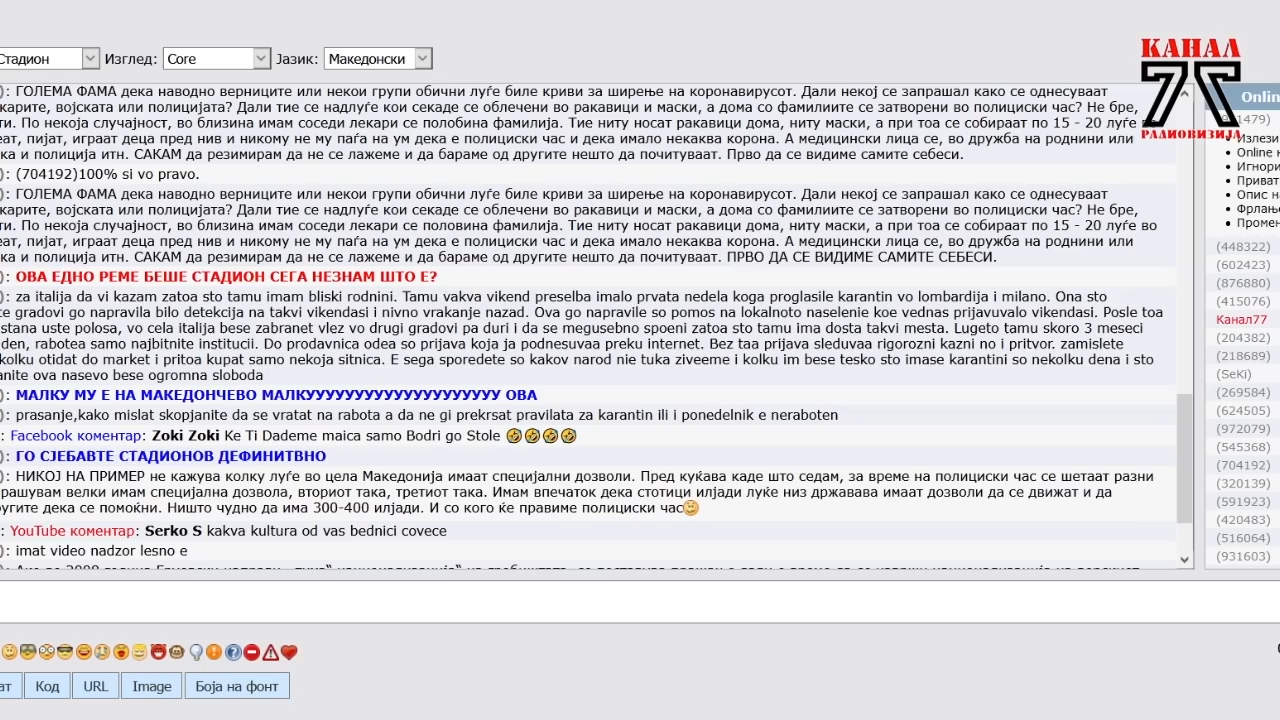 КАНАЛ
77
РАДИОВИЗИЈА
Стадион Изглед: Core Јазик: Македонски
): ГОЛЕМА ФАМА дека наводно верниците или некои групи обични луѓе биле криви за ширење на коронавирусот. Дали некој се запрашал како се однесуваат
карите, војската или полицијата? Дали тие се надлуѓе кои секаде се облечени во ракавици и маски, а дома со фамилиите се затворени во полициски час? Не бре,
ти. По некоја случајност, во близина имам соседи лекари се полобина фамилија. Тие ниту носат ракавици дома, ниту маски, а при тоа се собираат по 15 - 20 луѓе
еат, пијат, играат деца пред нив и никому не му паѓа на ум дека е полициски час и дека имало некаква корона. А медицински лица се, во дружба на роднини или
ка и полиција итн. САКАМ да резимирам да не се лажеме и да бараме од другите нешто да почитуваат. Прво да се видиме самите себеси.
): (704192)100% si vo pravo.
): ГОЛЕМА ФАМА дека наводно верниците или некои групи обични луѓе биле криви за ширење на коронавирусот. Дали некој се запрашал како се однесуваат
карите, војската или полицијата? Дали тие се надлуѓе кои секаде се облечени во ракавици и маски, а дома со фамилиите се затворени во полициски час? Не бре,
ти. По некоја случајност, во близина имам соседи лекари се половина фамилија. Тие ниту носат ракавици дома, ниту маски, а при тоа се собираат по 15 - 20 луѓе во
еат, пијат, играат деца пред нив и никому не му паѓа на ум дека е полициски час и дека имало некаква корона. А медицински лица се, во дружба на роднини или
ка и полиција итн. САКАМ да резимирам да не се лажеме и да бараме од другите нешто да почитуваат. ПРВО ДА СЕ ВИДИМЕ САМИТЕ СЕБЕСИ.
): ОВА ЕДНО РЕМЕ БЕШЕ СТАДИОН СЕГА НЕЗНАМ ШТО Е?
): za italija da vi kazam zatoa sto tamu imam bliski rodnini. Tamu vakva vikend preselba imalo prvata nedela koga proglasile karantin vo lombardija i milano. Ona sto
te gradovi go napravila bilo detekcija na takvi vikendasi i nivno vrakanje nazad. Ova go napravile so pomos na lokalnoto naselenie koe vednas prijavuvalo vikendasi. Posle toa
stana uste polosa, vo cela italija bese zabranet vlez vo drugi gradovi pa duri i da se megusebno spoeni zatoa sto tamu ima dosta takvi mesta. Lugeto tamu skoro 3 meseci
den, rabotea samo najbitnite institucii. Do prodavnica odea so prijava koja ja podnesuvaa preku internet. Bez taa prijava sleduvaa rigorozni kazni no i pritvor. zamislete
kolku otidat do market i pritoa kupat samo nekoja sitnica. E sega sporedete so kakov narod nie tuka ziveeme i kolku im bese tesko sto imase karantini so nekolku dena i sto
anite ova nasevo bese ogromna sloboda
): МАЛКУ МУ Е НА МАКЕДОНЧЕВО МАЛКУУУУУУУУУУУУУУУУУУУУ ОВА
): prasanje,kako mislat skopjanite da se vratat na rabota a da ne gi prekrsat pravilata za karantin ili i ponedelnik e neraboten
: Facebook коментар: Zoki Zoki Ke Ti Dademe maica samo Bodri go Stole 🤣🤣🤣🤣
): ГО СЈЕБАВТЕ СТАДИОНОВ ДЕФИНИТВНО
): НИКОЈ НА ПРИМЕР не кажува колку луѓе во цела Македонија имаат специјални дозволи. Пред куќава каде што седам, за време на полициски час се шетаат разни
рашувам велки имам специјална дозвола, вториот така, третиот така. Имам впечаток дека стотици илјади луќе низ државава имаат дозволи да се движат и да
ругите дека се помоќни. Ништо чудно да има 300-400 илјади. И со кого ќе правиме полициски час
: YouTube коментар: Serko S kakva kultura od vas bednici covece
): imat video nadzor lesno e
Onlin
1479)
Излези
Online к
Игнори
Приват
Опис на
Фрлање
Промен
(448322)
(602423)
(876880)
(415076)
Канал77
(204382)
(218689)
(SeKi)
(269584)
(624505)
(972079)
(545368)
(704192)
(320139)
(591923)
(420483)
(516064)
(931603)
ат Код URL Image Боја на фонт